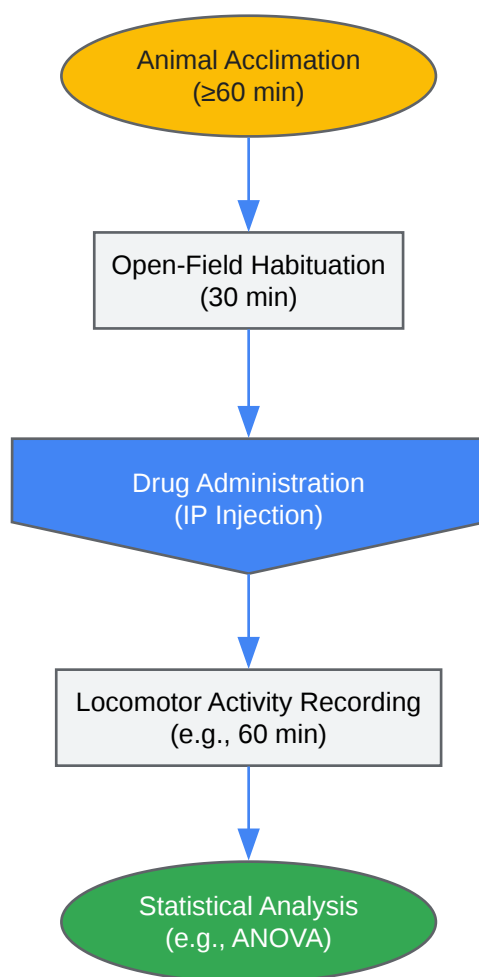 Animal Acclimation
(≥60 min)
Open-Field Habituation
(30 min)
Drug Administration
(IP Injection)
Locomotor Activity Recording
(e.g., 60 min)
Statistical Analysis
(e.g., ANOVA)